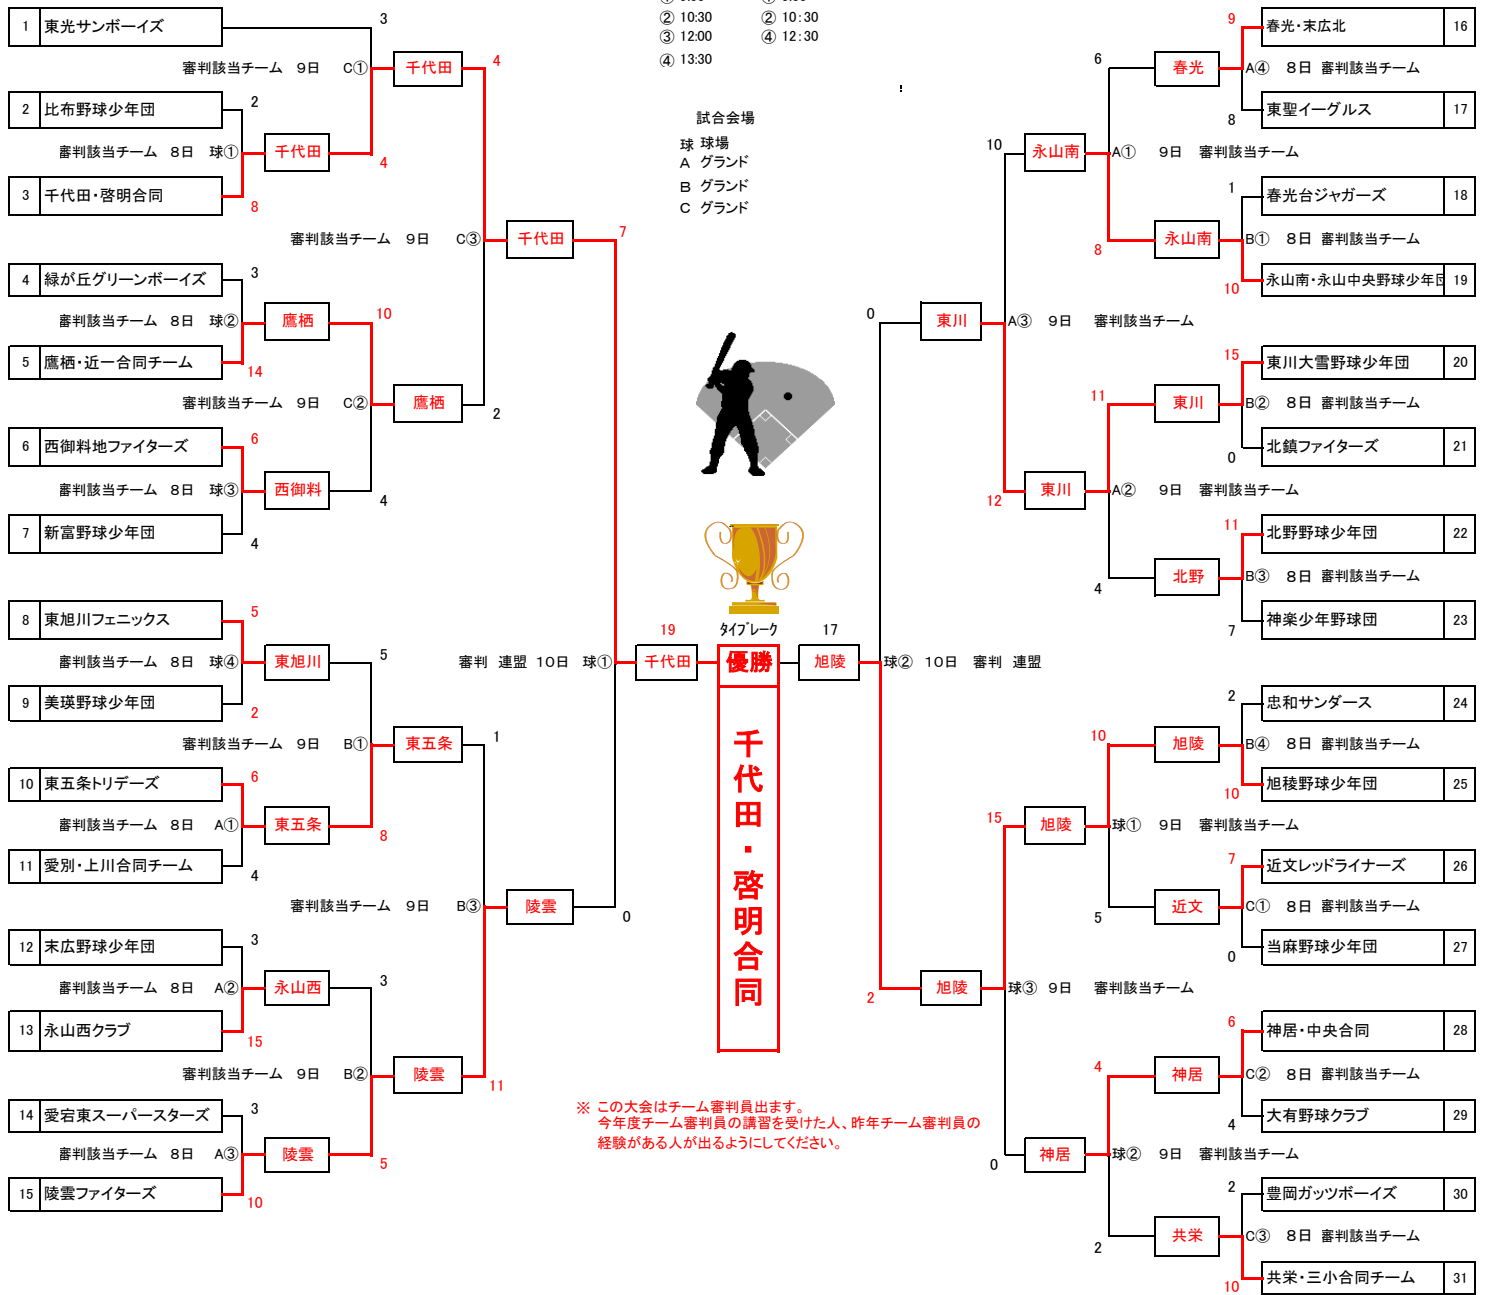 ② 10:30　② 10:30
③ 12:00　④ 12:30
④ 13:30
試合会場
球 球場
A グランド
B グランド
C グランド
1 東光サンボーイズ 3
審判該当チーム 9日 C① 千代田 4
2 比布野球少年団 2
審判該当チーム 8日 球① 千代田 4
3 千代田・啓明合同 8
審判該当チーム 9日 C③ 千代田 7
4 緑が丘グリーンボーイズ 3
審判該当チーム 8日 球② 鷹栖 10
5 鷹栖・近一合同チーム 14
審判該当チーム 9日 C② 鷹栖 2
6 西御料地ファイターズ 6
審判該当チーム 8日 球③ 西御料 4
7 新富野球少年団 4
8 東旭川フェニックス 5
審判該当チーム 8日 球④ 東旭川 5
9 美瑛野球少年団 2
審判該当チーム 9日 B① 東五条 1
10 東五条トリデーズ 6
審判該当チーム 8日 A① 東五条 8
11 愛別・上川合同チーム 4
審判該当チーム 9日 B③ 陵雲 0
12 末広野球少年団 3
審判該当チーム 8日 A② 永山西 3
13 永山西クラブ 15
審判該当チーム 9日 B② 陵雲 11
14 愛宕東スーパースターズ 3
審判該当チーム 8日 A③ 陵雲 5
15 陵雲ファイターズ 10
審判 連盟 10日 球① 千代田 19
タイブレーク
優勝
千代田・啓明合同
17 旭陵 球② 10日 審判 連盟
9 春光・末広北 16
6 春光 A④ 8日 審判該当チーム
8 東聖イーグルス 17
10 永山南 A① 9日 審判該当チーム
1 春光台ジャガーズ 18
8 永山南 B① 8日 審判該当チーム
10 永山南・永山中央野球少年団 19
0 東川 A③ 9日 審判該当チーム
15 東川大雪野球少年団 20
11 東川 B② 8日 審判該当チーム
0 北鎮ファイターズ 21
12 東川 A② 9日 審判該当チーム
11 北野野球少年団 22
4 北野 B③ 8日 審判該当チーム
7 神楽少年野球団 23
2 忠和サンダース 24
10 旭陵 B④ 8日 審判該当チーム
10 旭稜野球少年団 25
15 旭陵 球① 9日 審判該当チーム
7 近文レッドライナーズ 26
5 近文 C① 8日 審判該当チーム
0 当麻野球少年団 27
2 旭陵 球③ 9日 審判該当チーム
6 神居・中央合同 28
4 神居 C② 8日 審判該当チーム
4 大有野球クラブ 29
0 神居 球② 9日 審判該当チーム
2 豊岡ガッツボーイズ 30
2 共栄 C③ 8日 審判該当チーム
10 共栄・三小合同チーム 31
※ この大会はチーム審判員出ます。
今年度チーム審判員の講習を受けた人、昨年チーム審判員の
経験がある人が出るようにしてください。